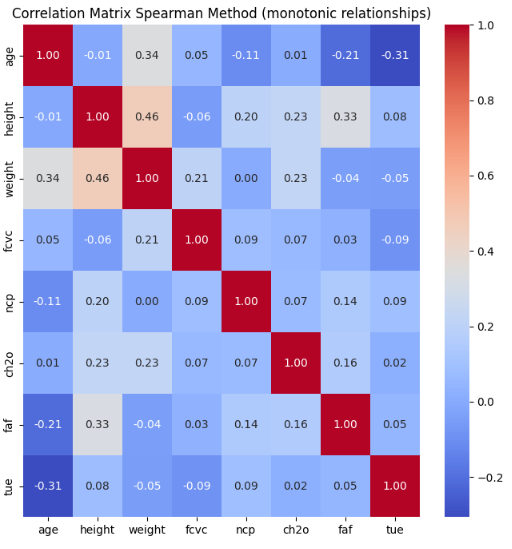 Correlation Matrix Spearman Method (monotonic relationships)
age 1.00 -0.01 0.34 0.05 -0.11 0.01 -0.21 -0.31
height -0.01 1.00 0.46 -0.06 0.20 0.23 0.33 0.08
weight 0.34 0.46 1.00 0.21 0.00 0.23 -0.04 -0.05
fcvc 0.05 -0.06 0.21 1.00 0.09 0.07 0.03 -0.09
ncp -0.11 0.20 0.00 0.09 1.00 0.07 0.14 0.09
ch2o 0.01 0.23 0.23 0.07 0.07 1.00 0.16 0.02
faf -0.21 0.33 -0.04 0.03 0.14 0.16 1.00 0.05
tue -0.31 0.08 -0.05 -0.09 0.09 0.02 0.05 1.00
age height weight fcvc ncp ch2o faf tue
1.0
0.8
0.6
0.4
0.2
0.0
−0.2